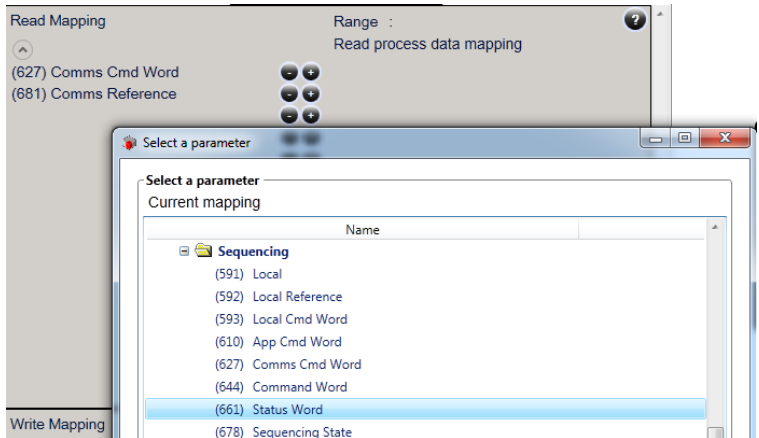 Read Mapping
Range :
Read process data mapping
(627) Comms Cmd Word
(681) Comms Reference
Select a parameter
Select a parameter
Current mapping
Name
Sequencing
(591) Local
(592) Local Reference
(593) Local Cmd Word
(610) App Cmd Word
(627) Comms Cmd Word
(644) Command Word
(661) Status Word
(678) Sequencing State
Write Mapping